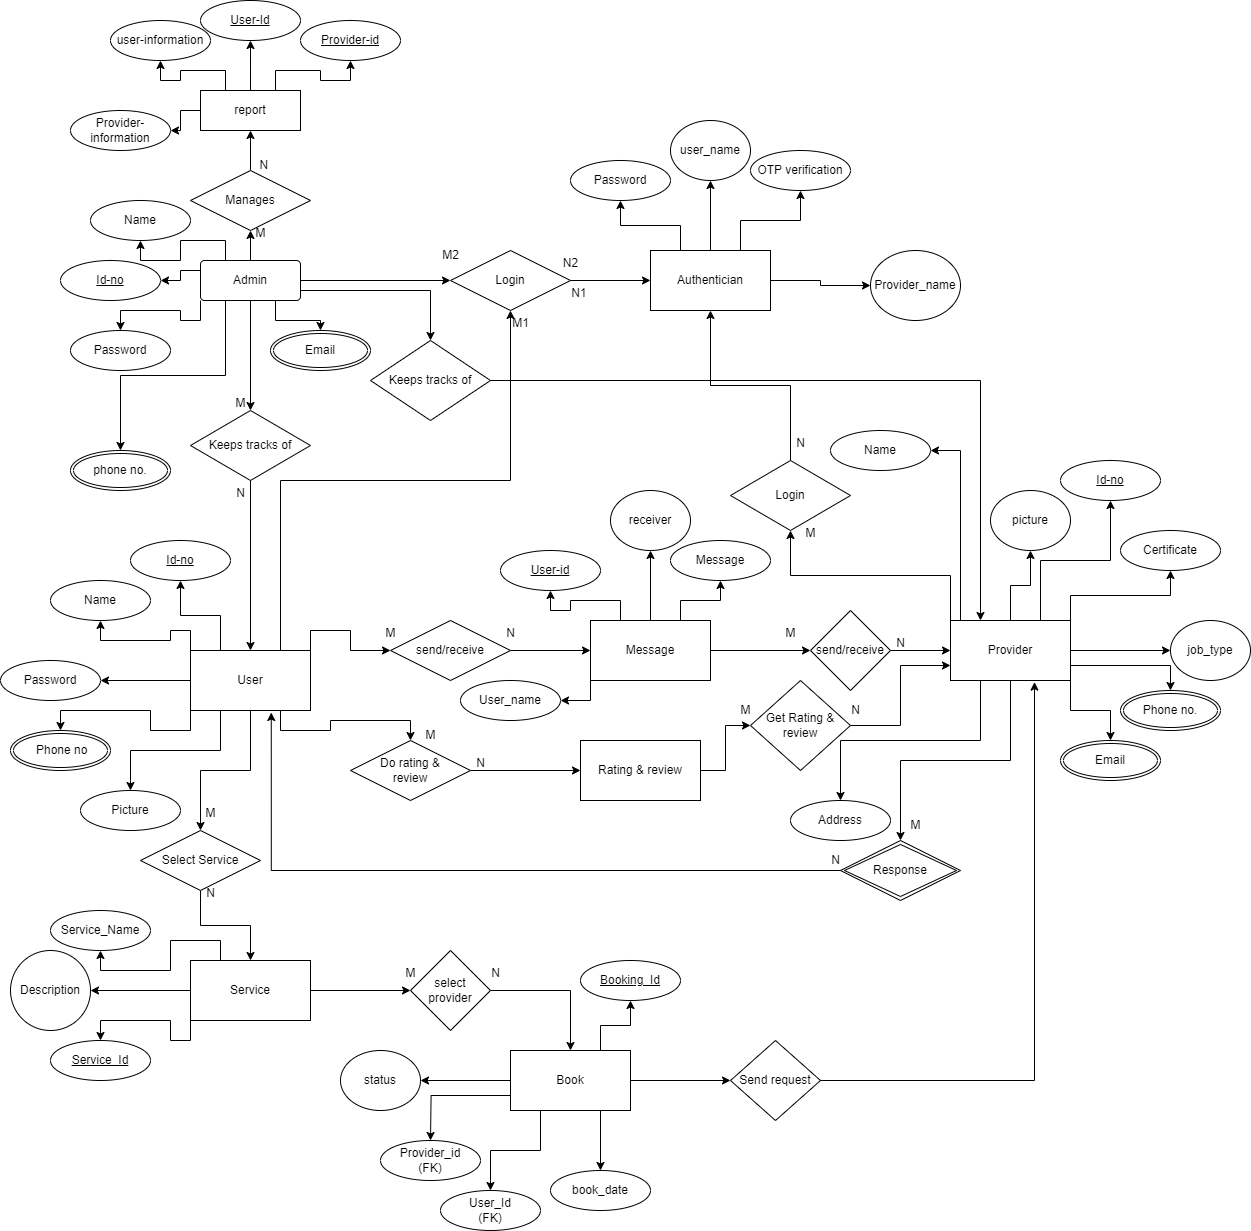 User-Id
user-information
Provider-id
report
Provider-
information
N
Manages
M
user_name
Password
OTP verification
Name
Id-no
Admin
M2
Login
N2
N1
M1
Authentician
Provider_name
Password
Email
Keeps tracks of
M
Keeps tracks of
N
phone no.
N
Login
M
Name
Id-no
picture
Certificate
receiver
Message
User-id
Id-no
Name
M
send/receive
N
Message
M
send/receive
N
Provider
job_type
Password
User
User_name
Phone no.
Phone no
M
Do rating &
review
N
Rating & review
M
Get Rating &
review
N
Email
Picture
Address
M
Select Service
N
M
N
Response
Service_Name
Description
Service
M
select
provider
N
Booking_Id
Service_Id
status
Book
Send request
Provider_id
(FK)
User_Id
(FK)
book_date